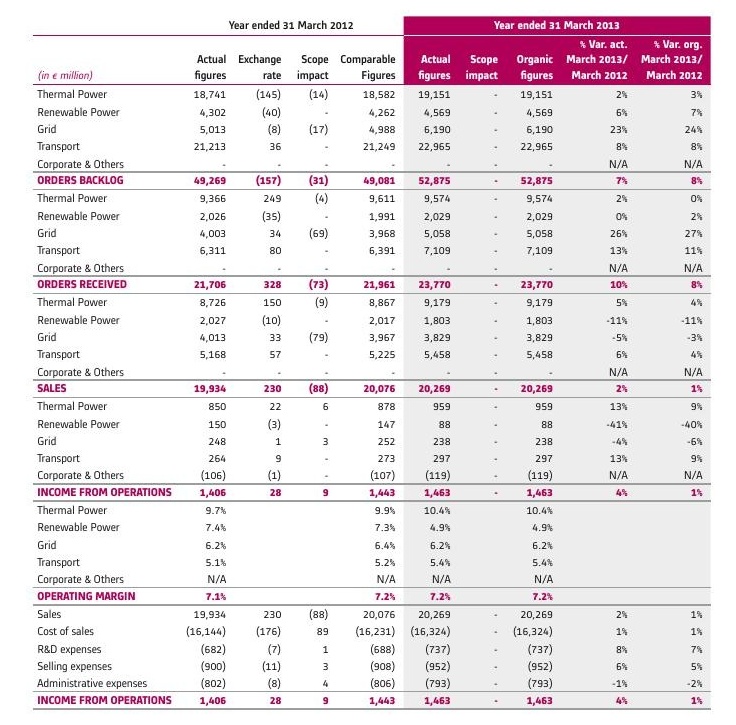 Year ended 31 March 2012 Year ended 31 March 2013
% Var. act. % Var. org.
Actual Exchange Scope Comparable Actual Scope Organic March 2013/ March 2013/
(in € million) figures rate impact Figures figures impact figures March 2012 March 2012
Thermal Power 18,741 (145) (14) 18,582 19,151 - 19,151 2% 3%
Renewable Power 4,302 (40) - 4,262 4,569 - 4,569 6% 7%
Grid 5,013 (8) (17) 4,988 6,190 - 6,190 23% 24%
Transport 21,213 36 - 21,249 22,965 - 22,965 8% 8%
Corporate & Others - - - - - - - N/A N/A
ORDERS BACKLOG 49,269 (157) (31) 49,081 52,875 - 52,875 7% 8%
Thermal Power 9,366 249 (4) 9,611 9,574 - 9,574 2% 0%
Renewable Power 2,026 (35) - 1,991 2,029 - 2,029 0% 2%
Grid 4,003 34 (69) 3,968 5,058 - 5,058 26% 27%
Transport 6,311 80 - 6,391 7,109 - 7,109 13% 11%
Corporate & Others - - - - - - - N/A N/A
ORDERS RECEIVED 21,706 328 (73) 21,961 23,770 - 23,770 10% 8%
Thermal Power 8,726 150 (9) 8,867 9,179 - 9,179 5% 4%
Renewable Power 2,027 (10) - 2,017 1,803 - 1,803 -11% -11%
Grid 4,013 33 (79) 3,967 3,829 - 3,829 -5% -3%
Transport 5,168 57 - 5,225 5,458 - 5,458 6% 4%
Corporate & Others - - - - - - - N/A N/A
SALES 19,934 230 (88) 20,076 20,269 - 20,269 2% 1%
Thermal Power 850 22 6 878 959 - 959 13% 9%
Renewable Power 150 (3) - 147 88 - 88 -41% -40%
Grid 248 1 3 252 238 - 238 -4% -6%
Transport 264 9 - 273 297 - 297 13% 9%
Corporate & Others (106) (1) - (107) (119) - (119) N/A N/A
INCOME FROM OPERATIONS 1,406 28 9 1,443 1,463 - 1,463 4% 1%
Thermal Power 9.7% 9.9% 10.4% 10.4%
Renewable Power 7.4% 7.3% 4.9% 4.9%
Grid 6.2% 6.4% 6.2% 6.2%
Transport 5.1% 5.2% 5.4% 5.4%
Corporate & Others N/A N/A N/A N/A
OPERATING MARGIN 7.1% 7.2% 7.2% 7.2%
Sales 19,934 230 (88) 20,076 20,269 - 20,269 2% 1%
Cost of sales (16,144) (176) 89 (16,231) (16,324) - (16,324) 1% 1%
R&D expenses (682) (7) 1 (688) (737) - (737) 8% 7%
Selling expenses (900) (11) 3 (908) (952) - (952) 6% 5%
Administrative expenses (802) (8) 4 (806) (793) - (793) -1% -2%
INCOME FROM OPERATIONS 1,406 28 9 1,443 1,463 - 1,463 4% 1%